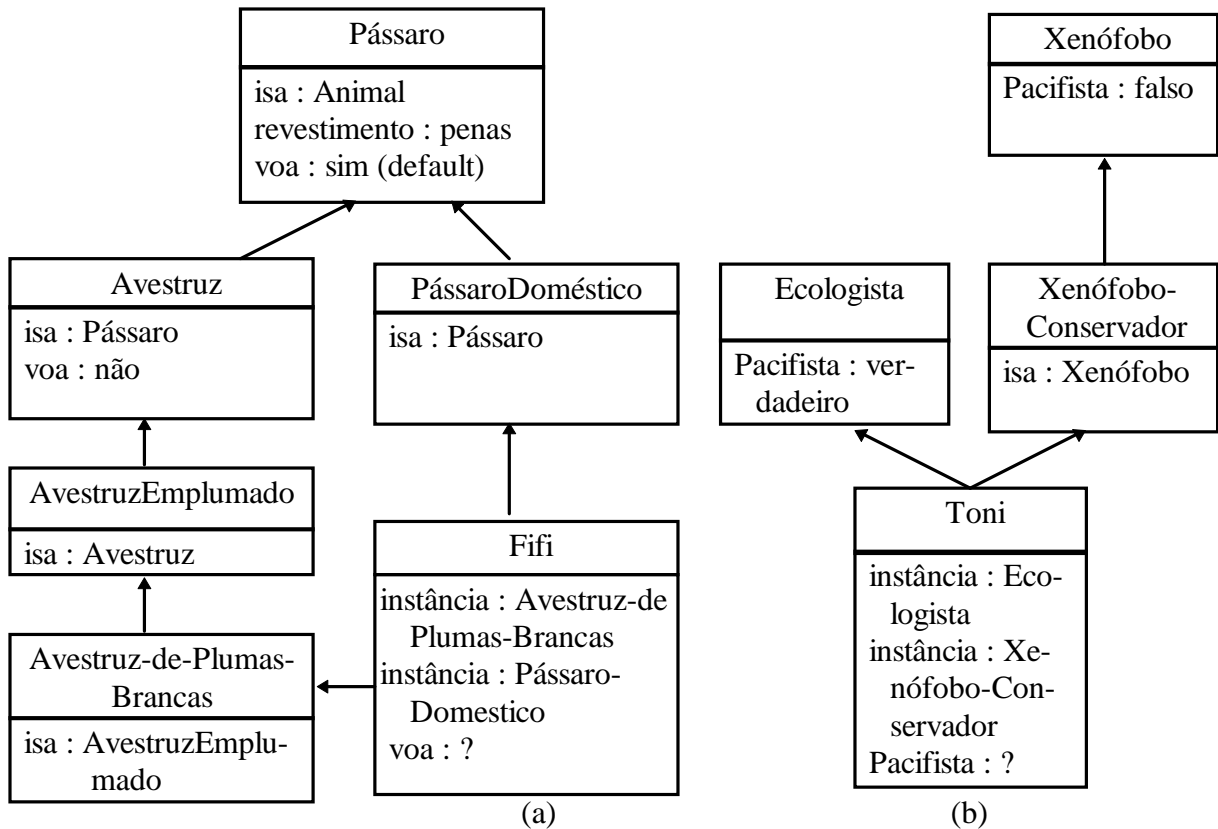 Pássaro
isa : Animal
revestimento : penas
voa : sim (default)
Avestruz
isa : Pássaro
voa : não
PássaroDoméstico
isa : Pássaro
AvestruzEmplumado
isa : Avestruz
Avestruz-de-Plumas-
Brancas
isa : AvestruzEmplu-
mado
Fifi
instância : Avestruz-de
Plumas-Brancas
instância : Pássaro-
Domestico
voa : ?
(a)
Xenófobo
Pacifista : falso
Ecologista
Pacifista : ver-
dadeiro
Xenófobo-
Conservador
isa : Xenófobo
Toni
instância : Eco-
logista
instância : Xe-
nófobo-Con-
servador
Pacifista : ?
(b)